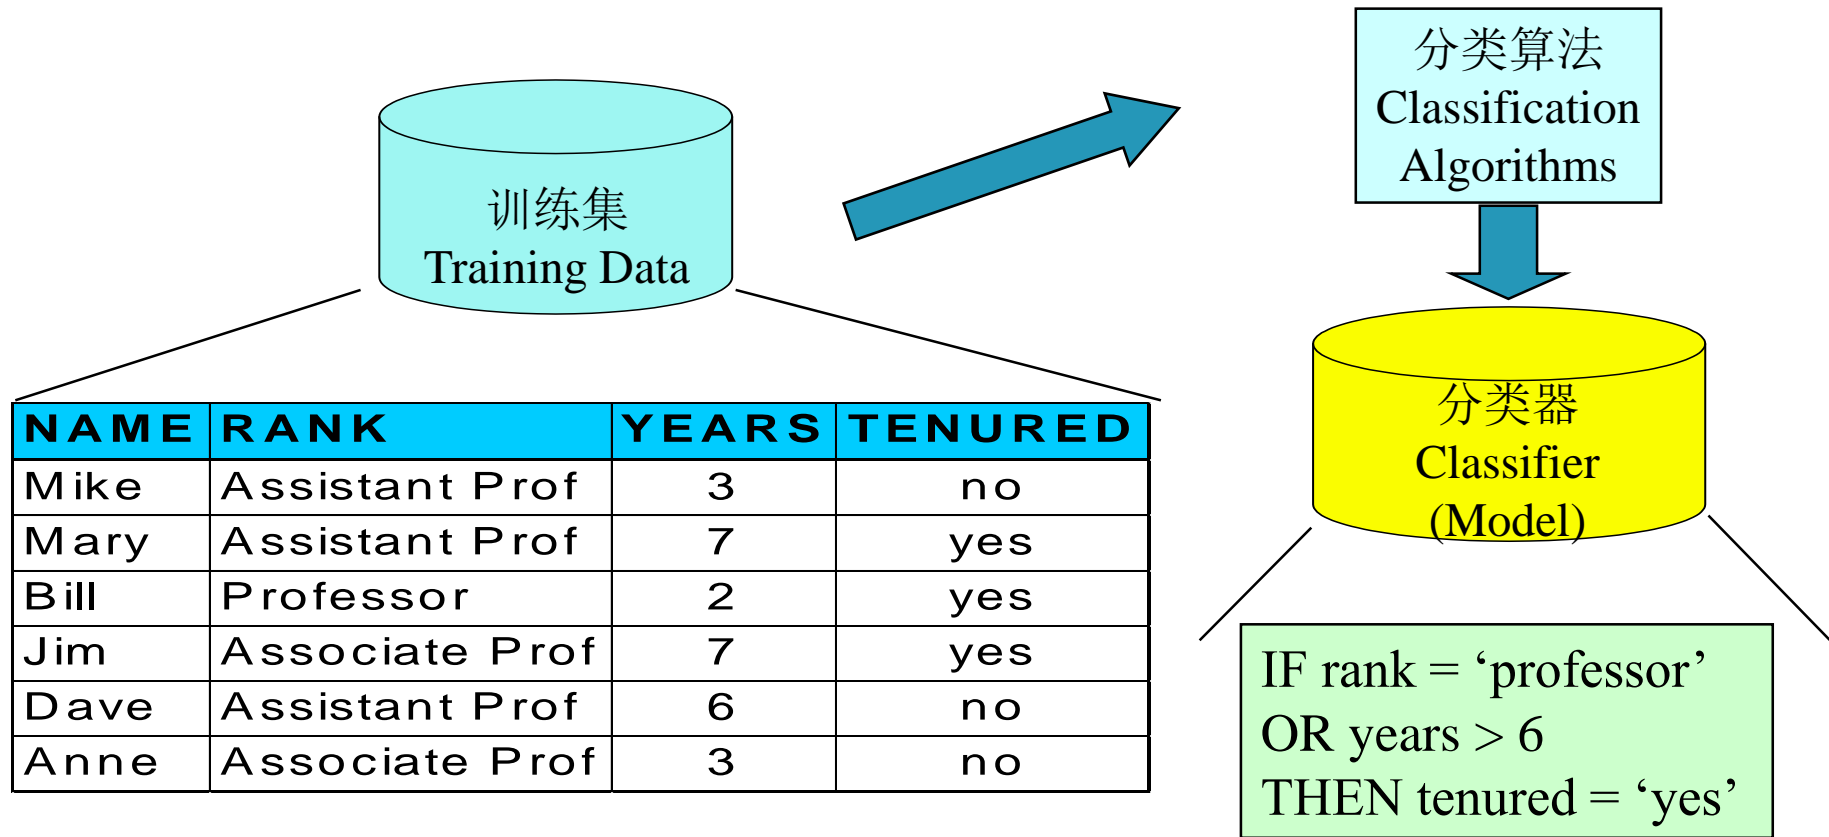 分类算法
Classification
Algorithms
训练集
Training Data
NAME RANK YEARS TENURED
Mike Assistant Prof 3 no
Mary Assistant Prof 7 yes
Bill Professor 2 yes
Jim Associate Prof 7 yes
Dave Assistant Prof 6 no
Anne Associate Prof 3 no
分类器
Classifier
(Model)
IF rank = ‘professor’
OR years > 6
THEN tenured = ‘yes’